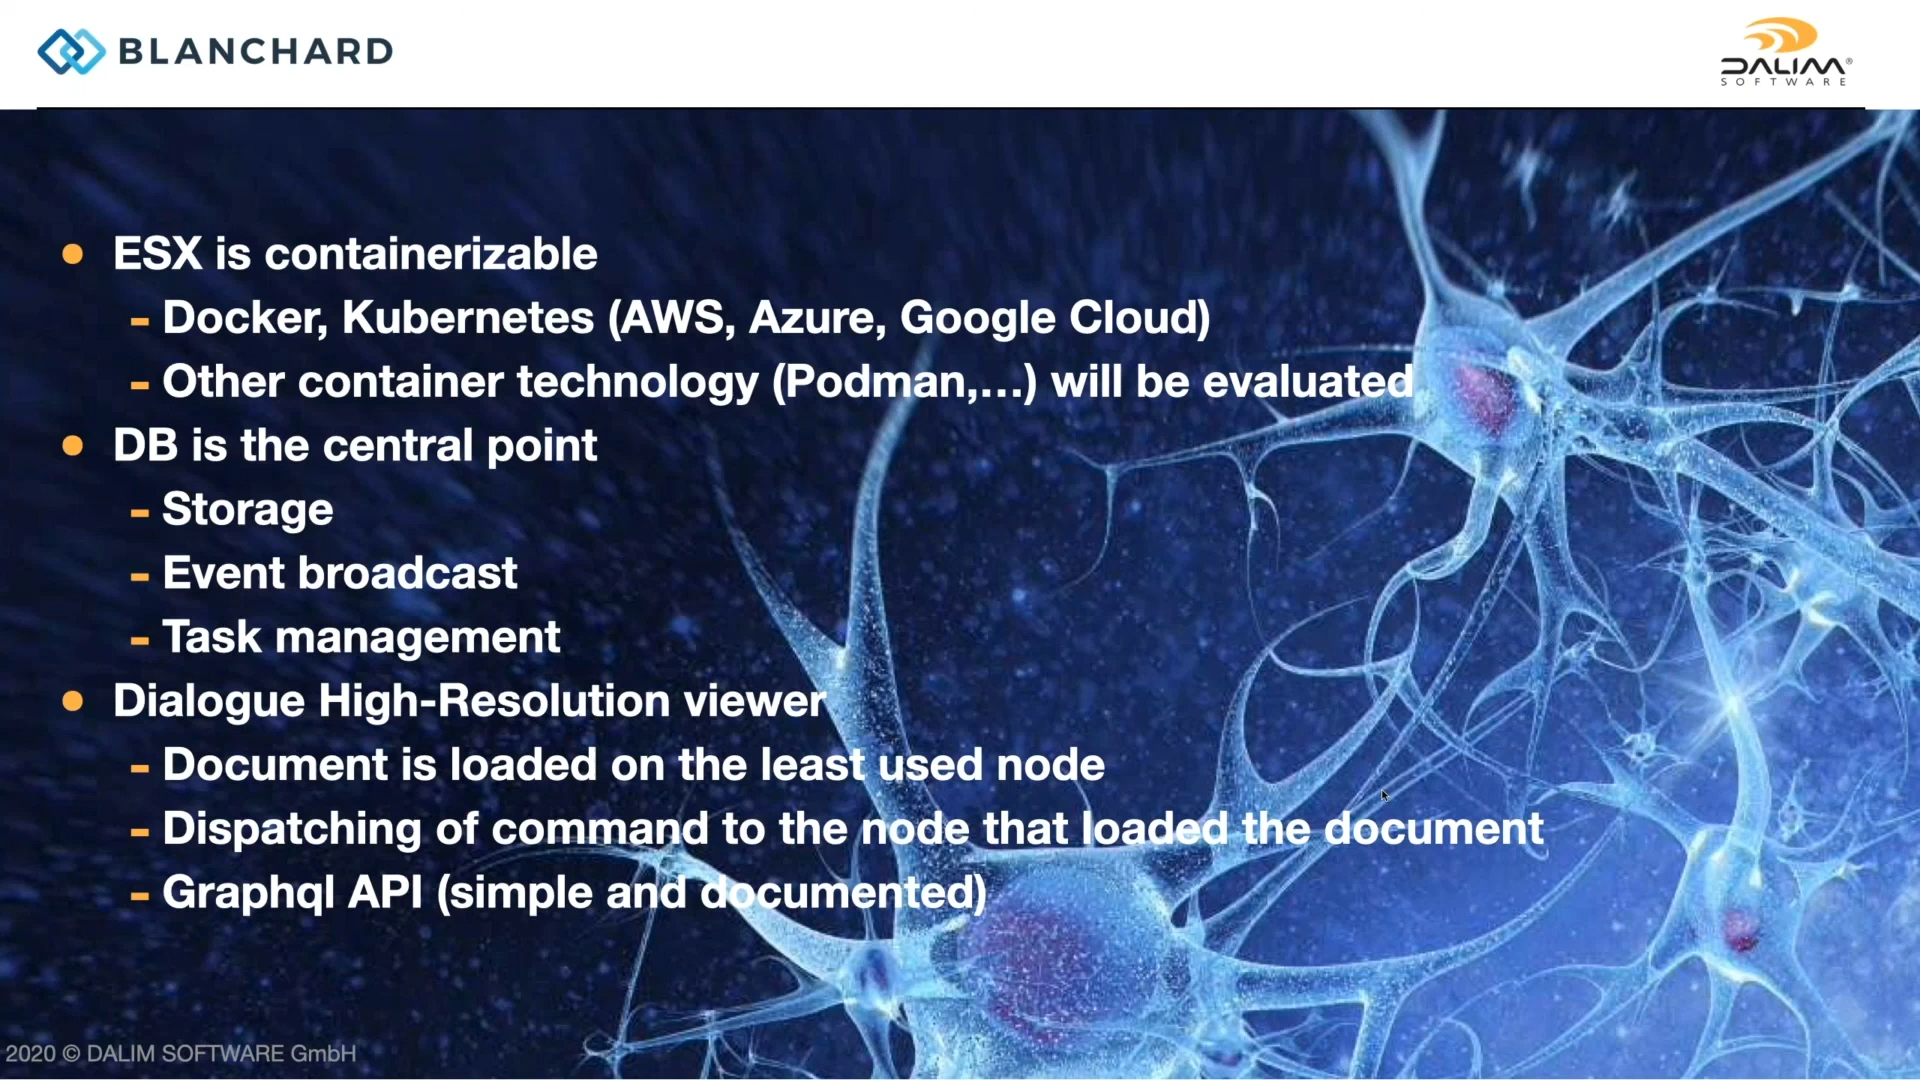 BLANCHARD
DALIM®
SOFTWARE
• ESX is containerizable
- Docker, Kubernetes (AWS, Azure, Google Cloud)
- Other container technology (Podman,...) will be evaluated
• DB is the central point
- Storage
- Event broadcast
- Task management
• Dialogue High-Resolution viewer
- Document is loaded on the least used node
- Dispatching of command to the node that loaded the document
- Graphql API (simple and documented)
2020 © DALIM SOFTWARE GmbH